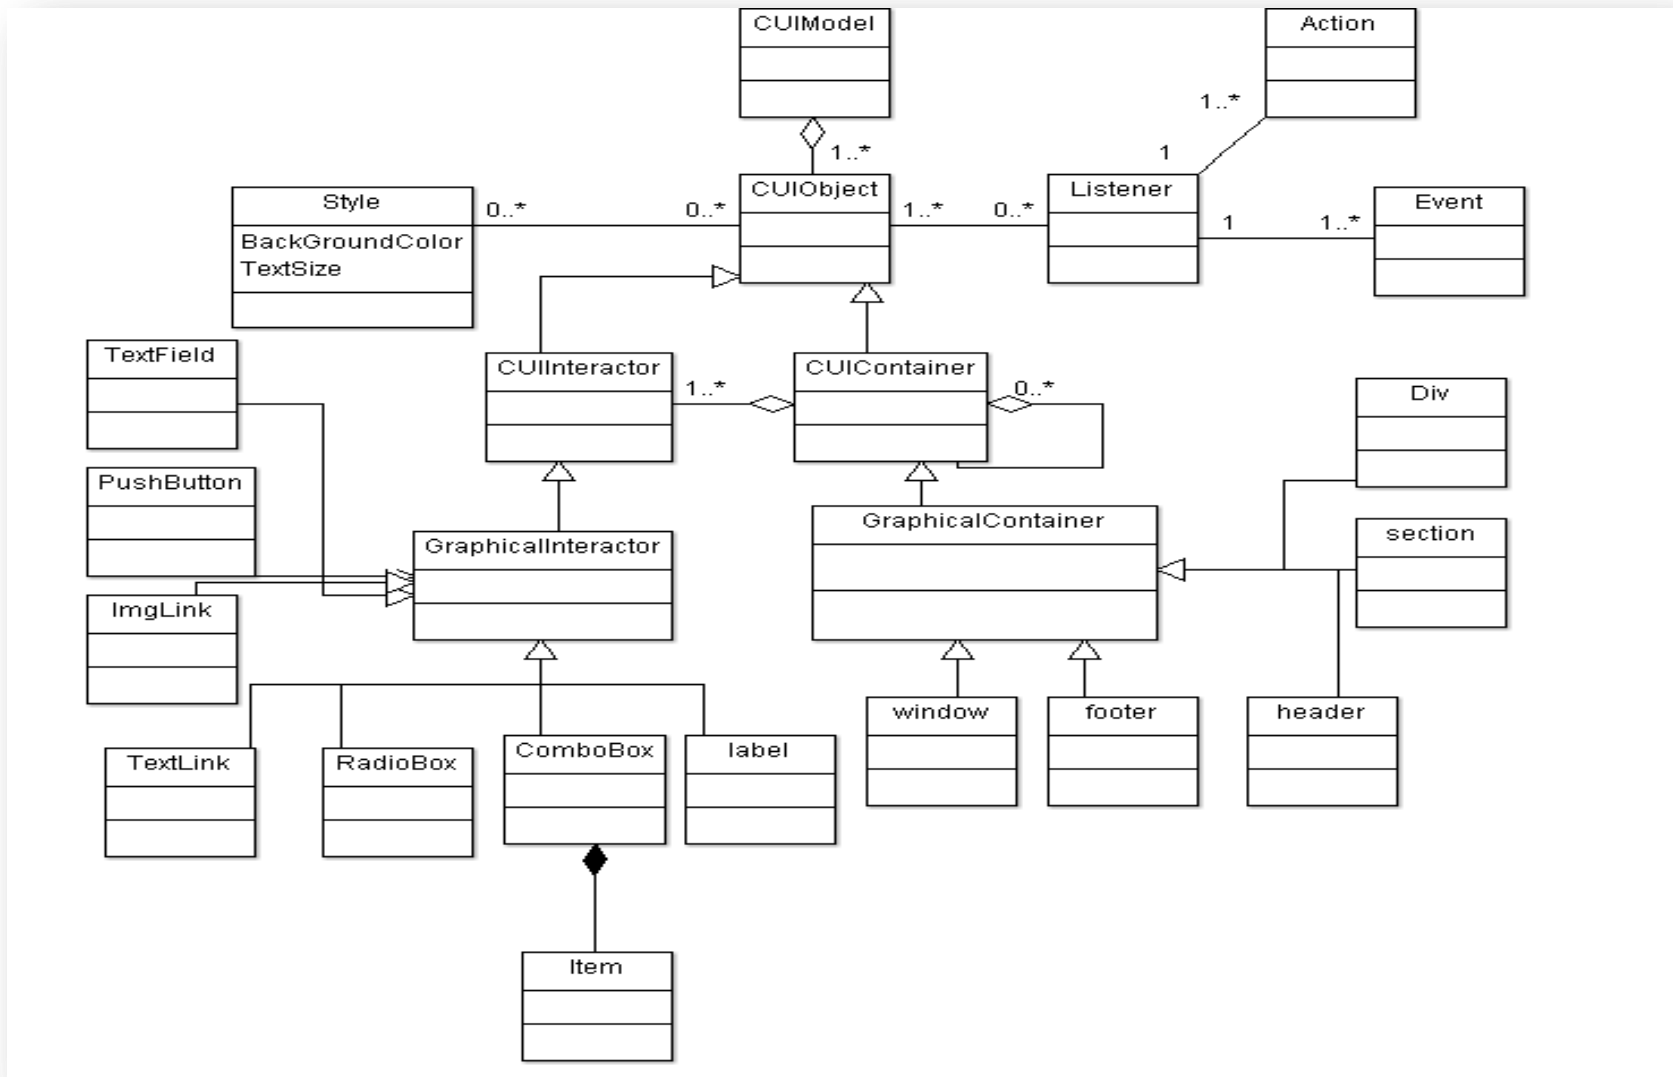 CUIModel
Action
1..*
1..*
1
CUIObject
Listener
Style
0..*
0..*
1..*
0..*
1
1..*
Event
BackGroundColor
TextSize
TextField
CUIInteractor
1..*
CUIContainer
0..*
Div
PushButton
GraphicalInteractor
GraphicalContainer
section
ImgLink
window
footer
header
TextLink
RadioBox
ComboBox
label
Item